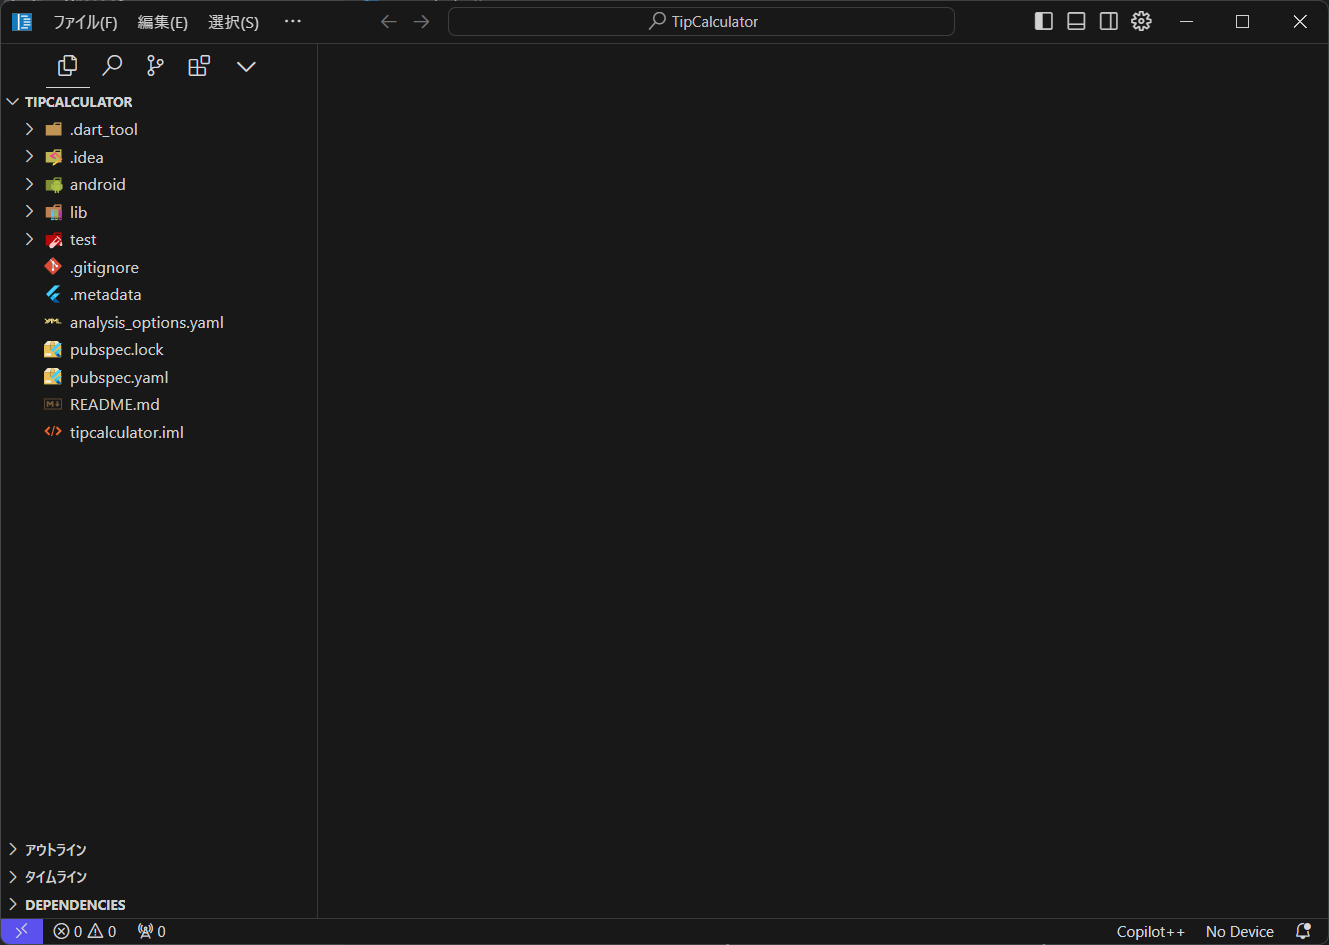 ファイル(F) 編集(E) 選択(S) … TipCalculator
TIPCALCULATOR
.dart_tool
.idea
android
lib
test
.gitignore
.metadata
analysis_options.yaml
pubspec.lock
pubspec.yaml
README.md
tipcalculator.iml
アウトライン
タイムライン
DEPENDENCIES
0 0 0 Copilot++ No Device